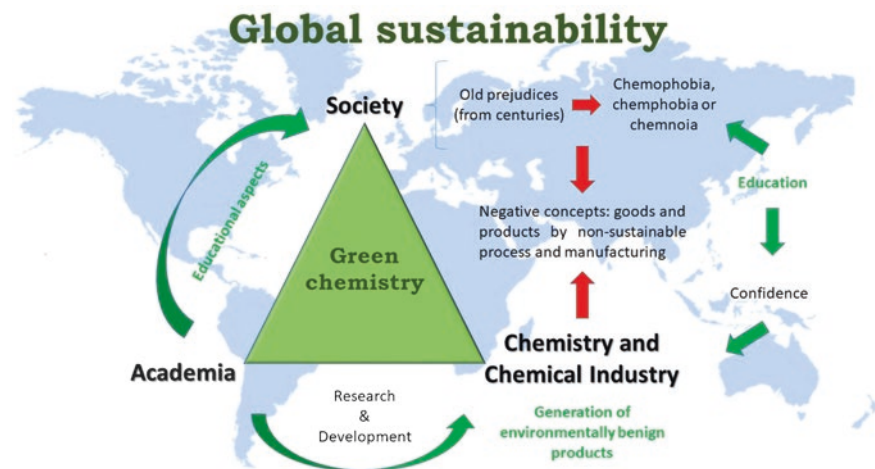 Global sustainability
Society
Old prejudices
(from centuries)
Chemophobia,
chemphobia or
chemnoia
Educational aspects
Education
Negative concepts: goods and
products by non-sustainable
process and manufacturing
Green
chemistry
Confidence
Academia
Chemistry and
Chemical Industry
Research
&
Development
Generation of
environmentally benign
products